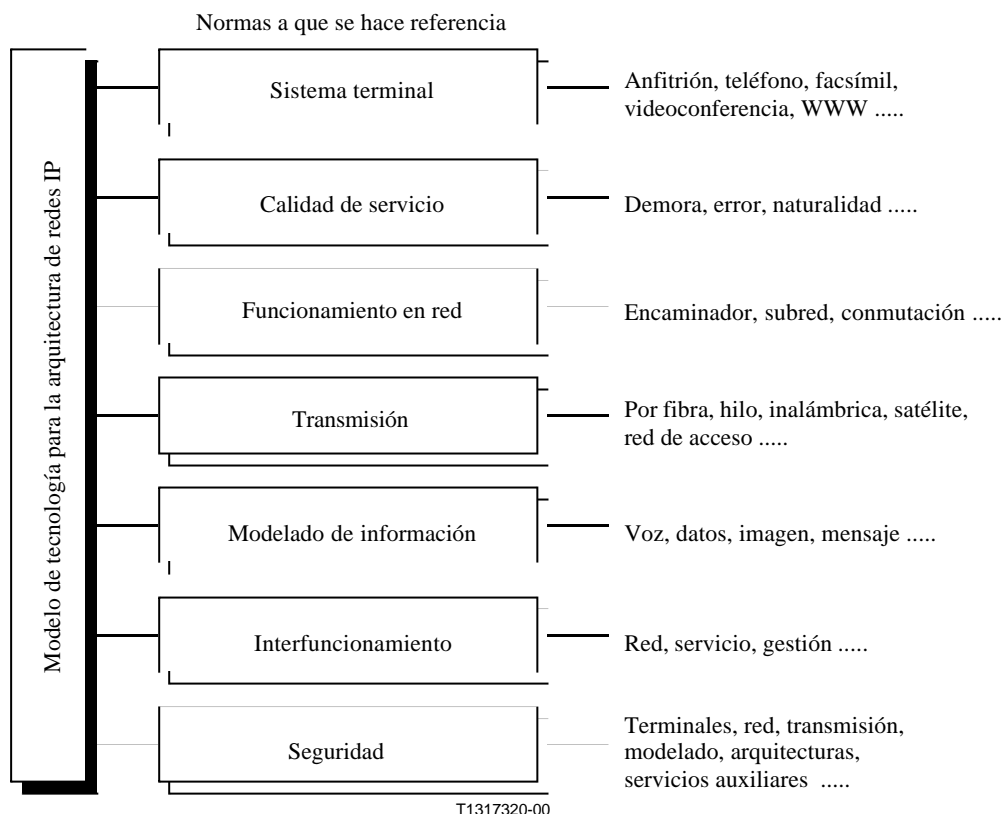 Normas a que se hace referencia
Modelo de tecnología para la arquitectura de redes IP
Sistema terminal
Anfitrión, teléfono, facsímil,
videoconferencia, WWW .....
Calidad de servicio
Demora, error, naturalidad .....
Funcionamiento en red
Encaminador, subred, conmutación .....
Transmisión
Por fibra, hilo, inalámbrica, satélite,
red de acceso .....
Modelado de información
Voz, datos, imagen, mensaje .....
Interfuncionamiento
Red, servicio, gestión .....
Seguridad
Terminales, red, transmisión,
modelado, arquitecturas,
servicios auxiliares .....
T1317320-00